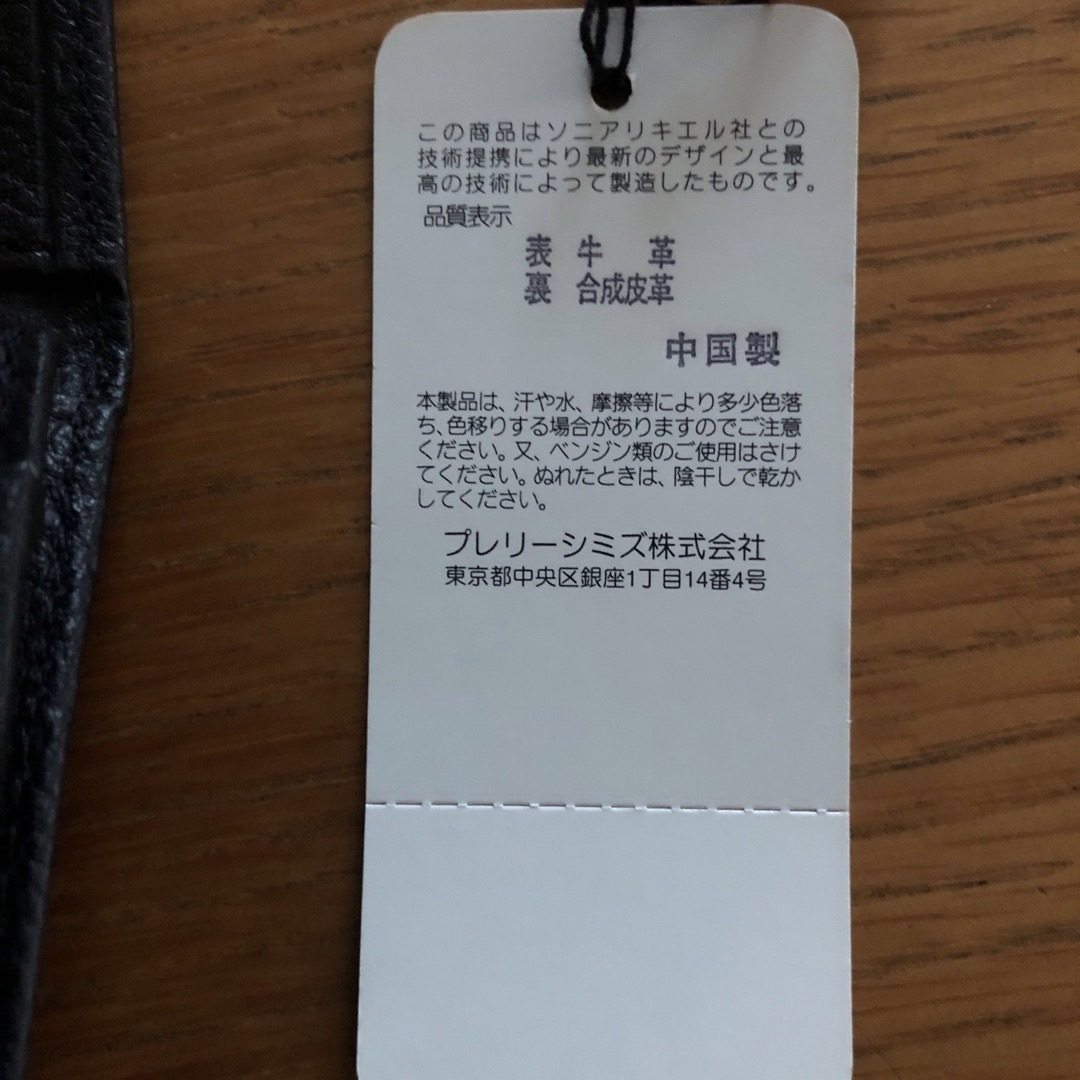 この商品はソニアリキエル社との
技術提携により最新のデザインと最
高の技術によって製造したものです。
品質表示
表 牛 革
裏 合成皮革
中国製
本製品は、汗や水、摩擦等により多少色落
ち、色移りする場合がありますのでご注意
ください。又、ベンジン類のご使用はさけ
てください。ぬれたときは、陰干しで乾か
してください。
プレリーシミズ株式会社
東京都中央区銀座1丁目14番4号